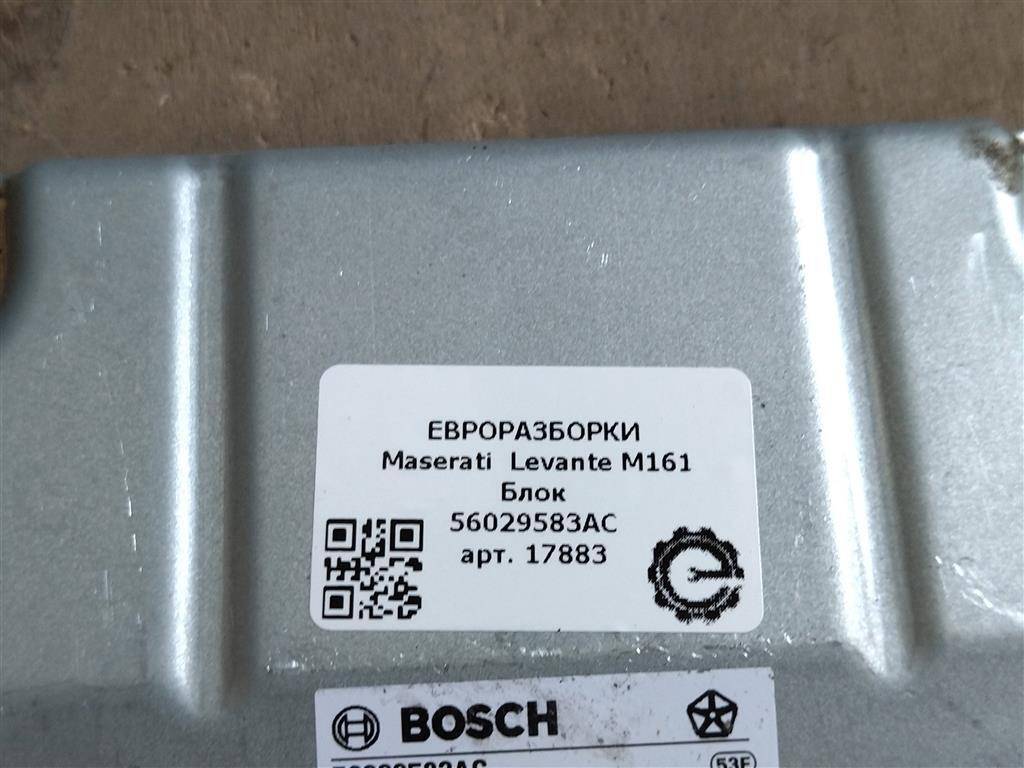 ЕВРОРАЗБОРКИ
Maserati Levante M161
Блок
56029583AC
арт. 17883
BOSCH
53F